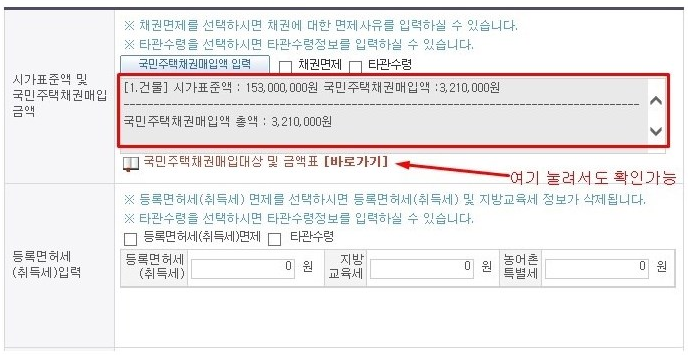 ※ 채권면제를 선택하시면 채권에 대한 면제사유를 입력하실 수 있습니다.
※ 타관수령을 선택하시면 타관수령정보를 입력하실 수 있습니다.
국민주택채권매입액 입력 채권면제 타관수령
시가표준액 및
국민주택채권매입
금액
[1.건물] 시가표준액 : 153,000,000원 국민주택채권매입액 :3,210,000원
국민주택채권매입액 총액 : 3,210,000원
국민주택채권매입대상 및 금액표 [바로가기]
여기 눌려서도 확인가능
※ 등록면허세(취득세) 면제를 선택하시면 등록면허세(취득세) 및 지방교육세 정보가 삭제됩니다.
※ 타관수령을 선택하시면 타관수령정보를 입력하실 수 있습니다.
등록면허세(취득세)면제 타관수령
등록면허세
(취득세)입력
등록면허세
(취득세)
0 원
지방
교육세
0 원
농어촌
특별세
0 원